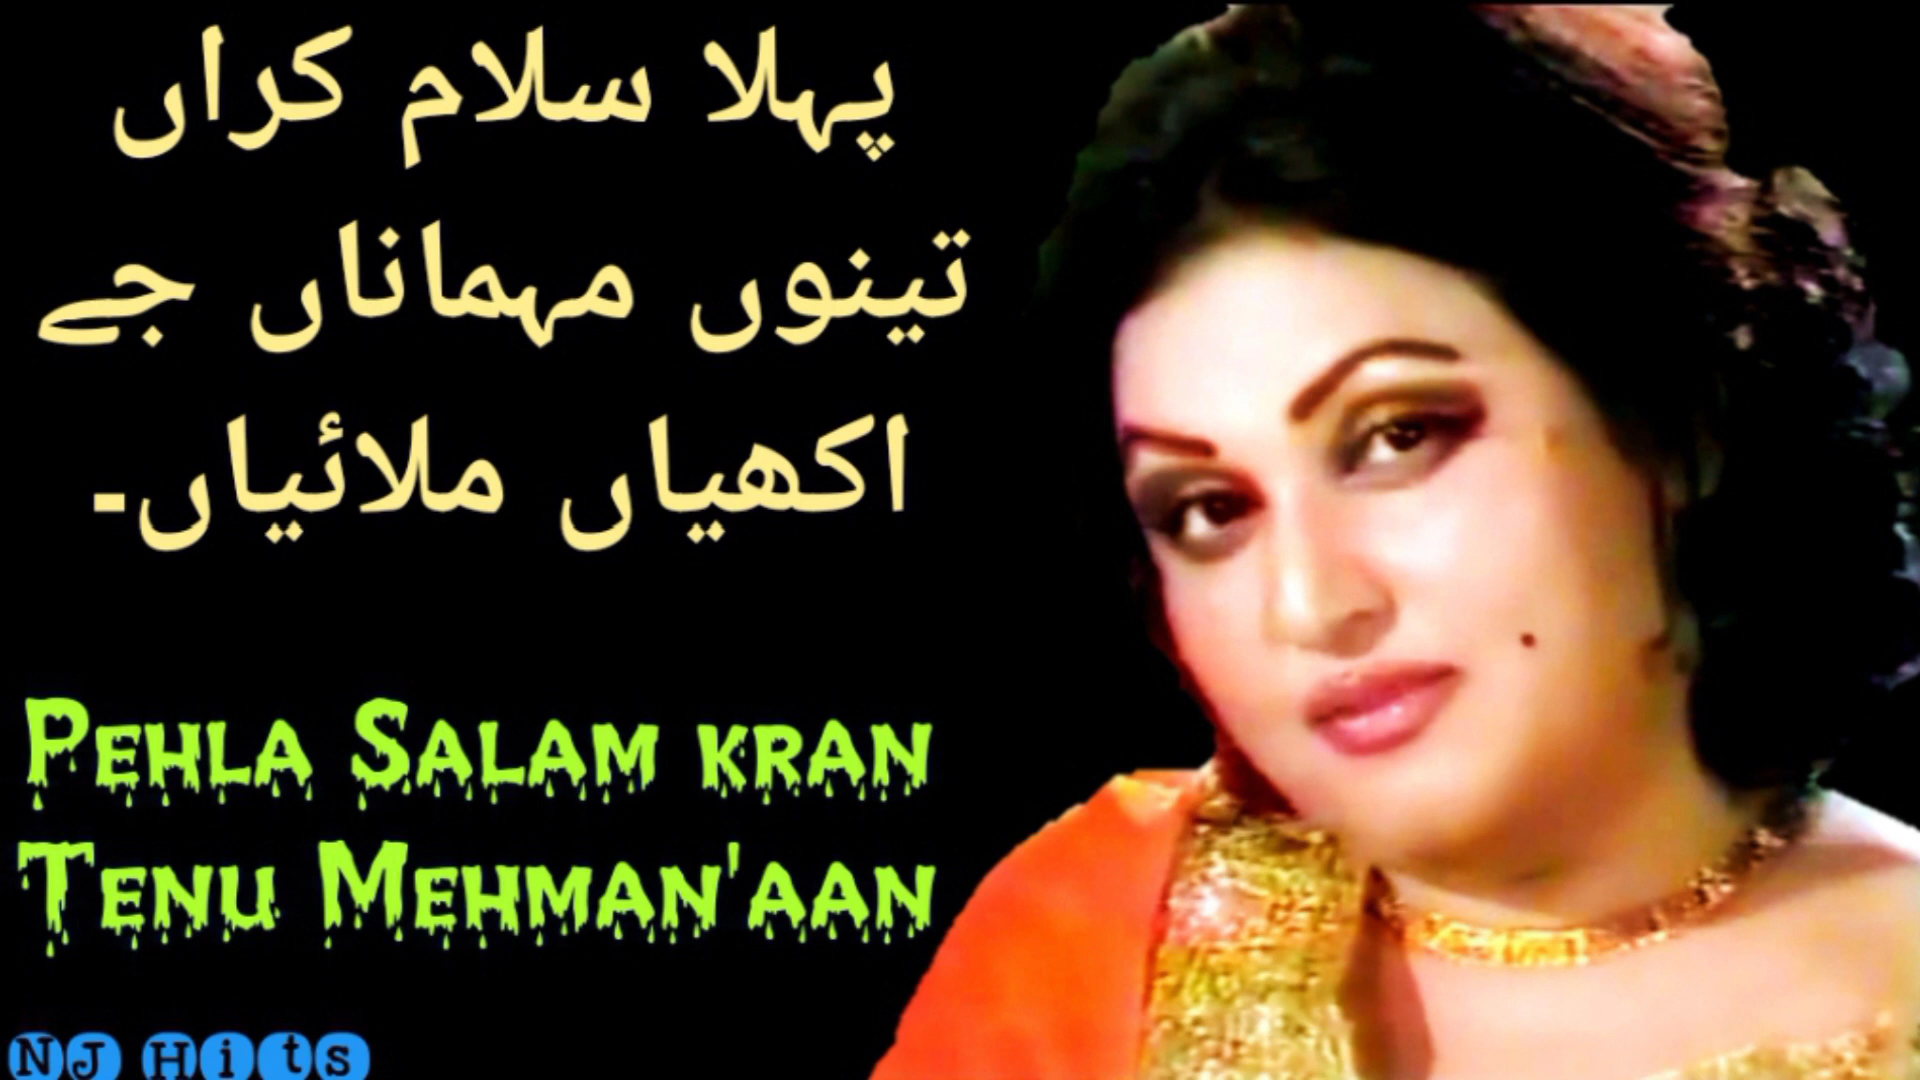 پہلا سلام کراں
تینوں مہماناں جے
اکھیاں ملائیاں۔
Pehla Salam kran
Tenu Mehman'aan
NJ Hits